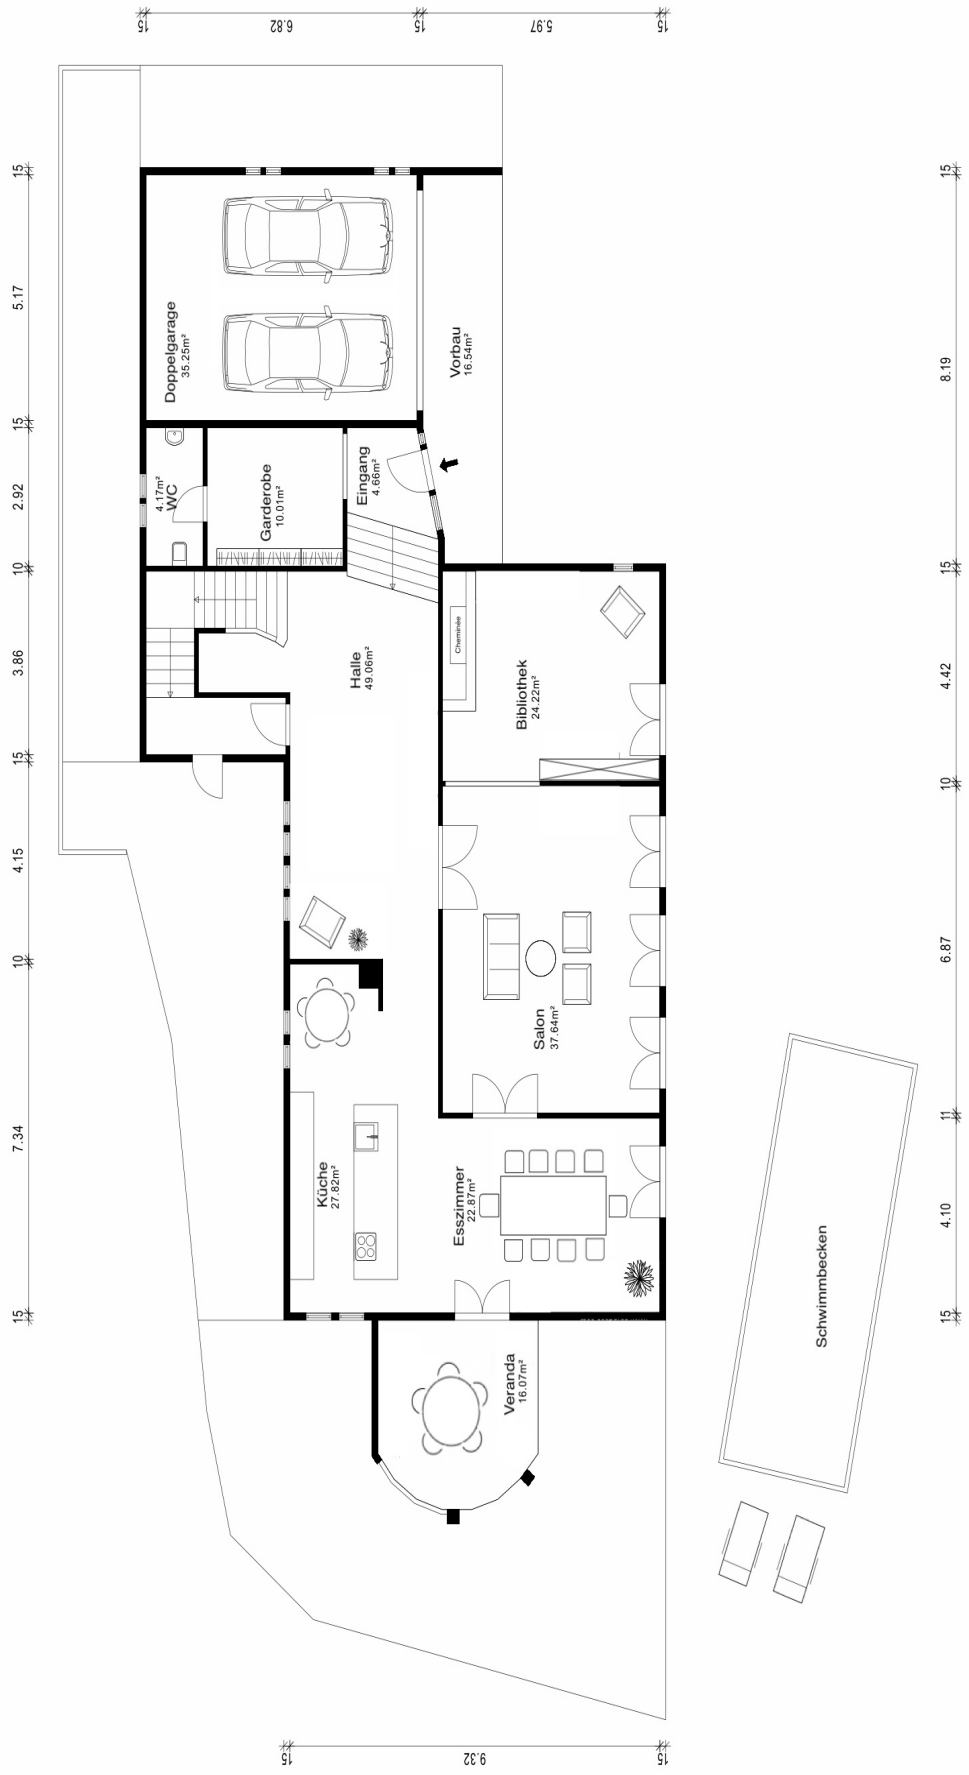 15
6.82
15
5.97
15
15
5.17
15
2.92
10
3.86
15
4.15
10
7.34
15
Doppelgarage
35.25m²
Vorbau
16.54m²
4.17m²
WC
Garderobe
10.01m²
Eingang
4.66m²
Halle
49.06m²
Cheminée
Bibliothek
24.22m²
Salon
37.64m²
Küche
27.82m²
Esszimmer
22.87m²
Veranda
16.07m²
Schwimmbecken
15
8.19
15
4.42
10
6.87
11
4.10
15
15
9.32
15